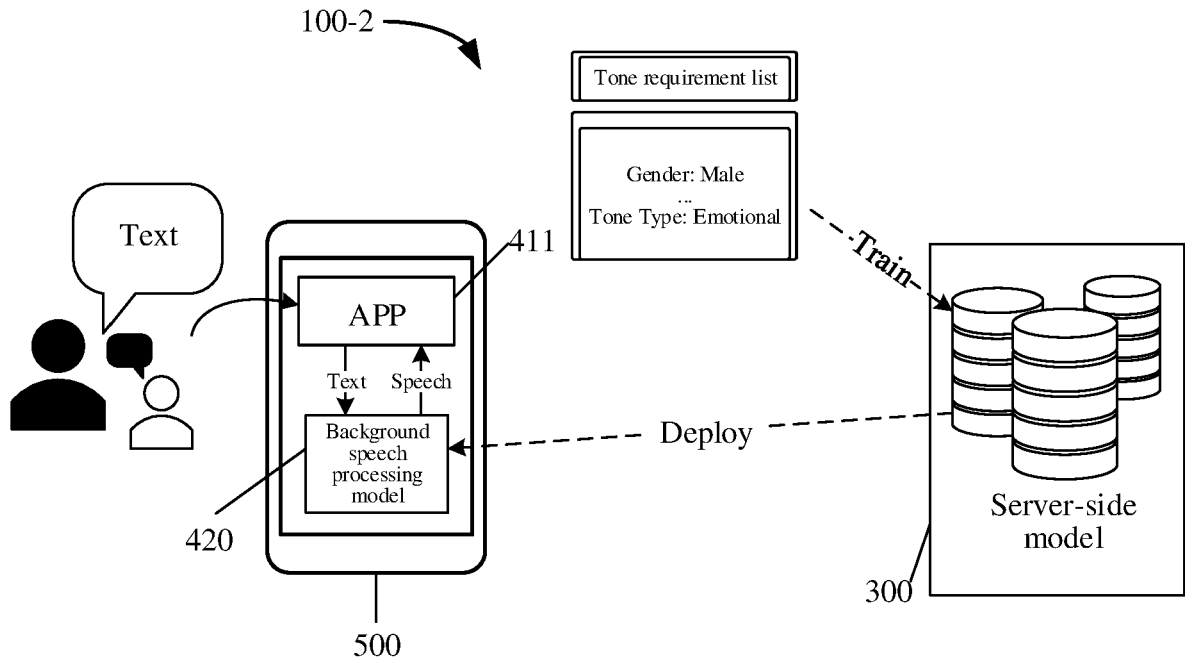 100-2
Tone requirement list
Gender: Male
...
Tone Type: Emotional
Text
411
Train
APP
Text
Speech
Background
speech
processing
model
Deploy
Server-side
model
420
300
500